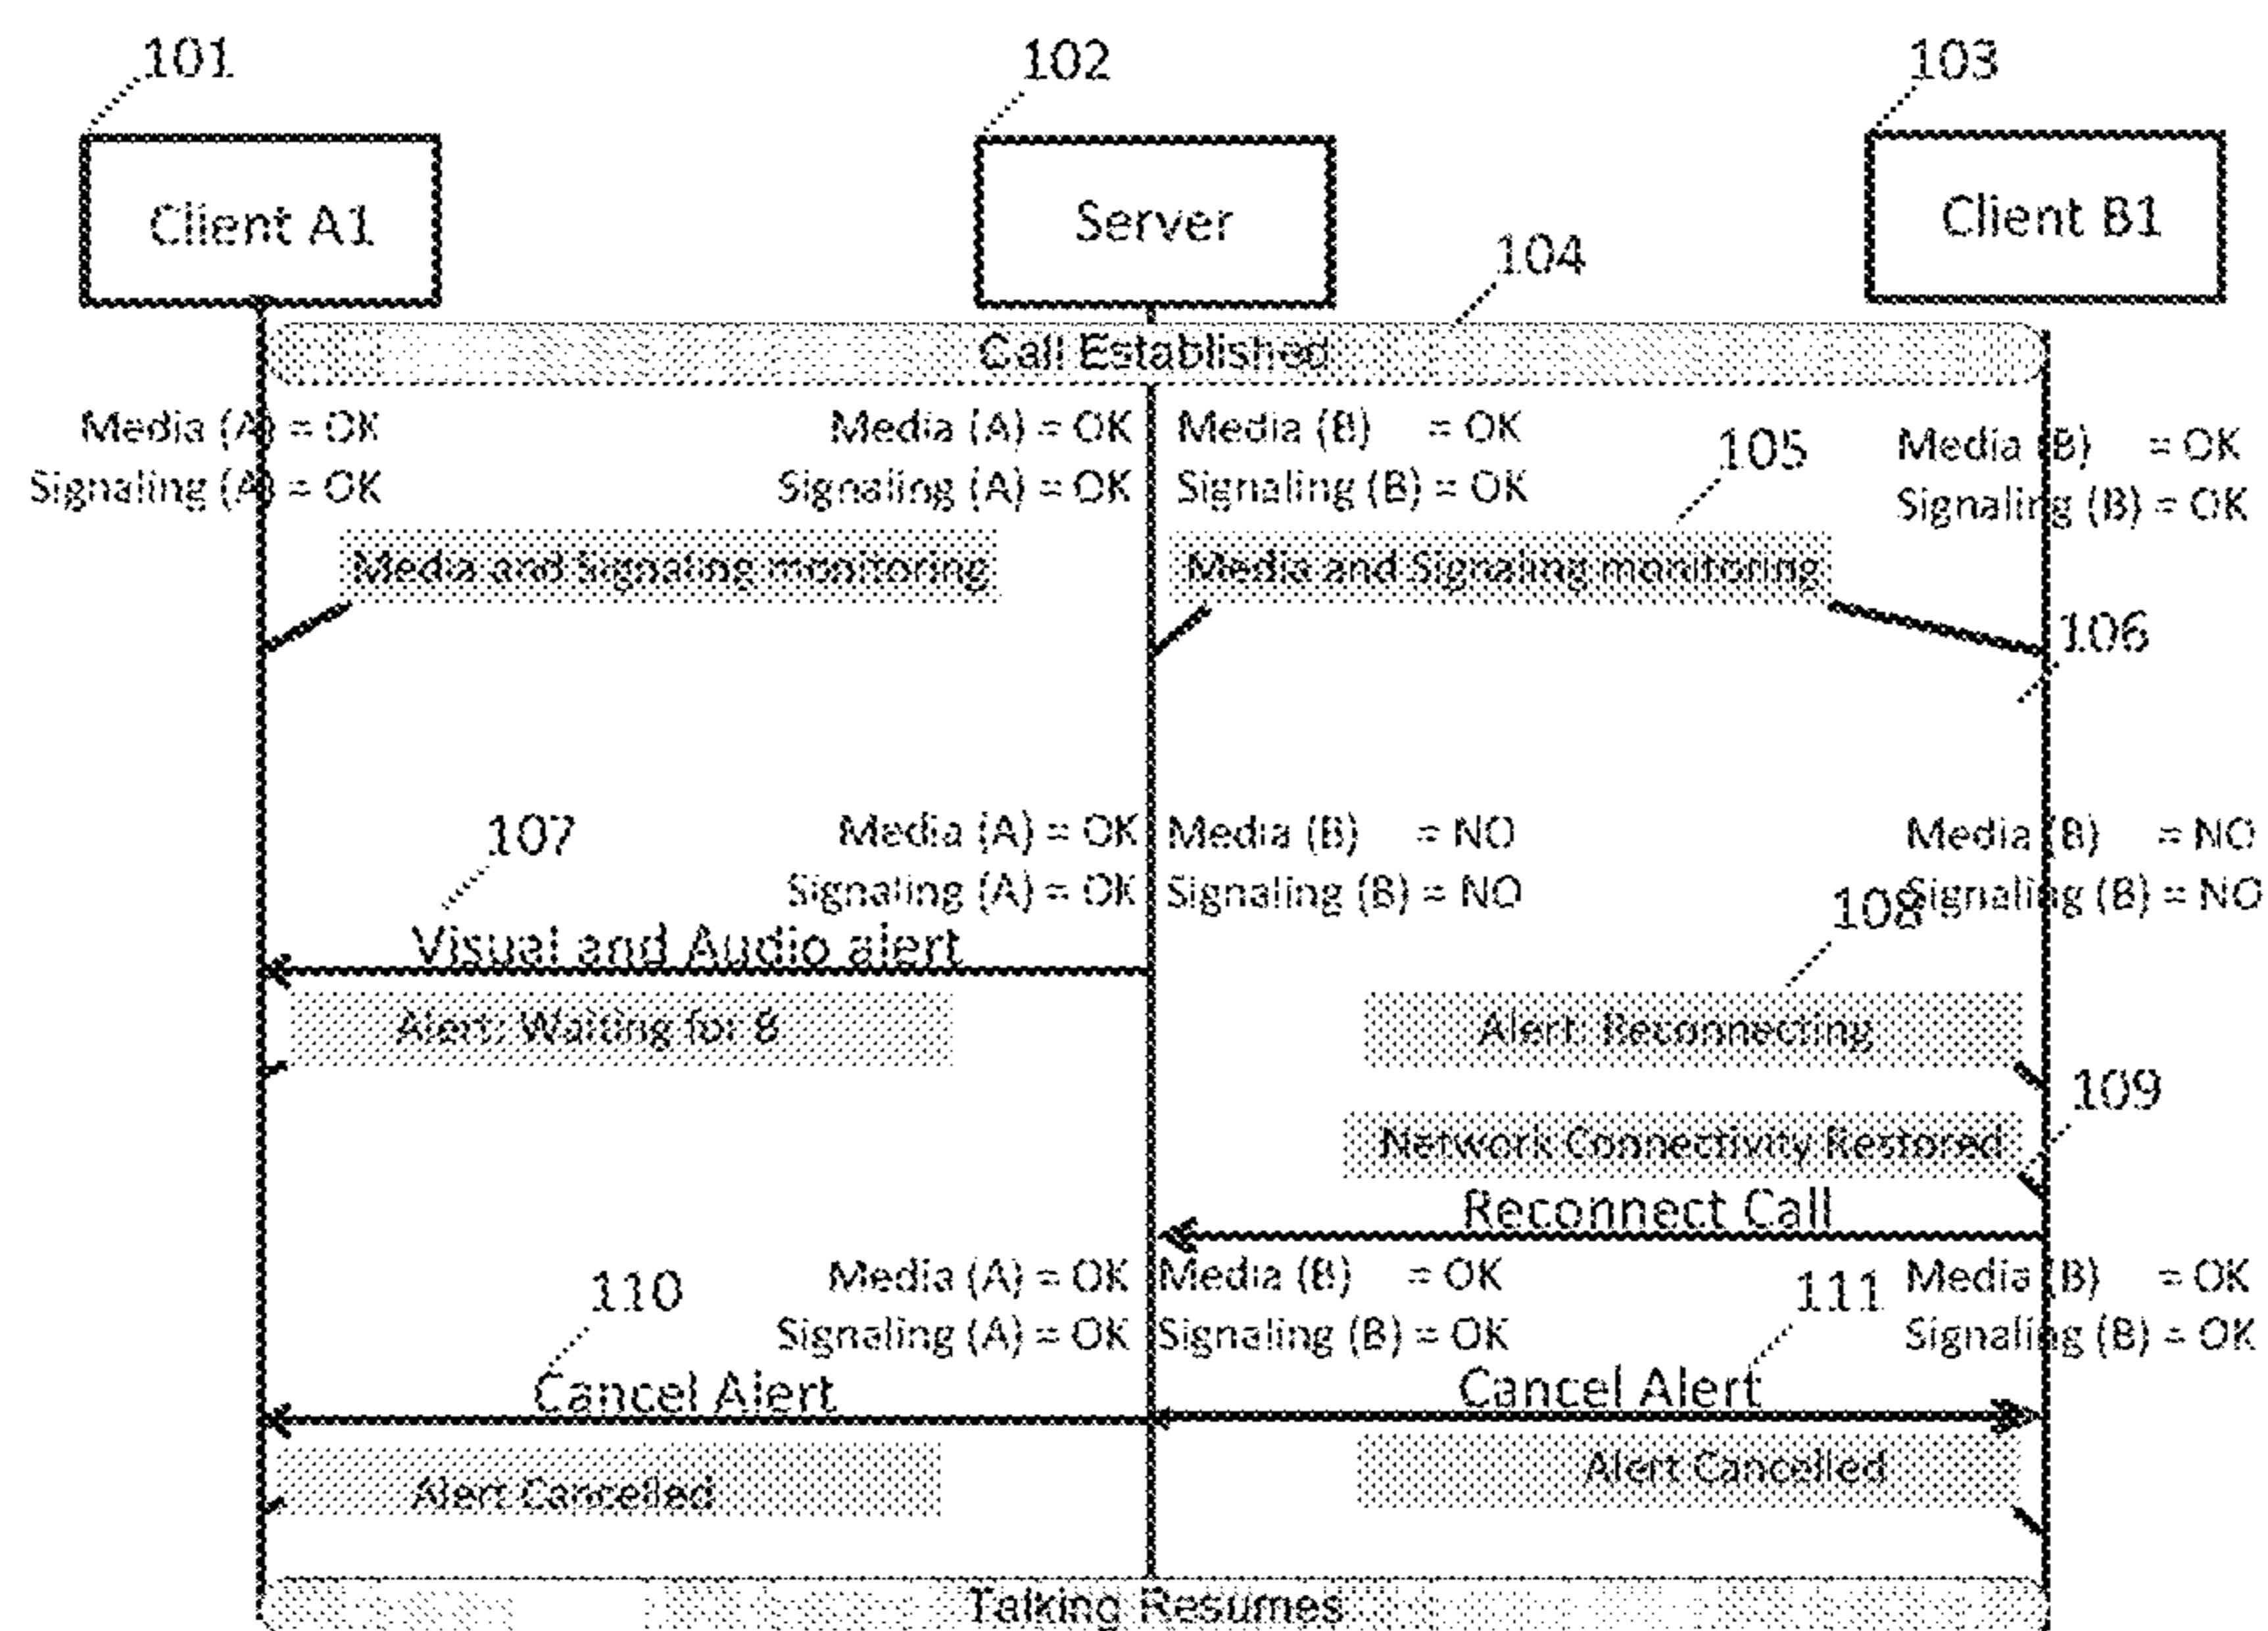 101
102
103
Client A1
Server
Client B1
104
Call Established
Media (A) = OK
Signaling (A) = OK
Media (A) = OK
Signaling (A) = OK
Media (B) = OK
Signaling (B) = OK
105
Media (B) = OK
Signaling (B) = OK
Media and Signaling monitoring
Media and Signaling monitoring
106
107
Media (A) = OK
Signaling (A) = OK
Media (B) = NO
Signaling (B) = NO
Media (B) = NO
Signaling (B) = NO
108
Visual and Audio alert
Alert: Waiting for B
Alert: Reconnecting
109
Network Connectivity Restored
Reconnect Call
110
Media (A) = OK
Signaling (A) = OK
Media (B) = OK
Signaling (B) = OK
111
Media (B) = OK
Signaling (B) = OK
Cancel Alert
Cancel Alert
Alert Cancelled
Alert Cancelled
Talking Resumes